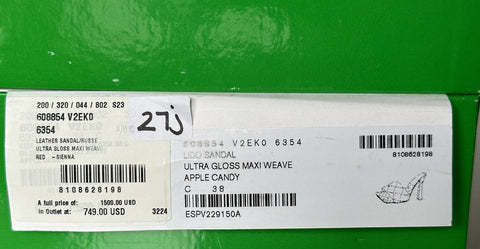 200 / 320 / 044 / 802 S23
608854 V2EK0
6354
LEATHER SANDAL/RUBBE
ULTRA GLOSS MAXI WEAVE
RED - SIENNA
8108628198
A full price of: 1500.00 USD
In Outlet at: 749.00 USD 3224
27j
608854 V2EK0 6354
LIDO SANDAL
ULTRA GLOSS MAXI WEAVE
APPLE CANDY
C 38
ESPV229150A
8108628198